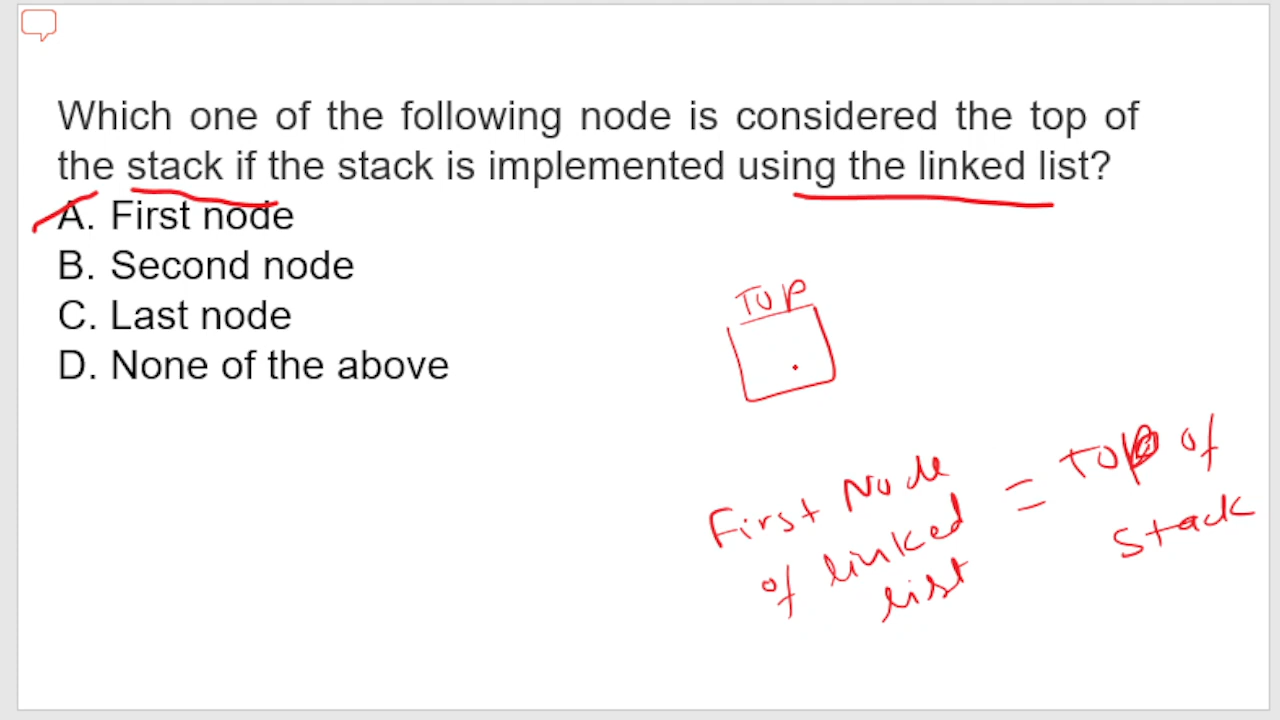 Which one of the following node is considered the top of
the stack if the stack is implemented using the linked list?
A. First node
B. Second node
C. Last node
D. None of the above
TOP
First Node = TOP of
of linked stack
list